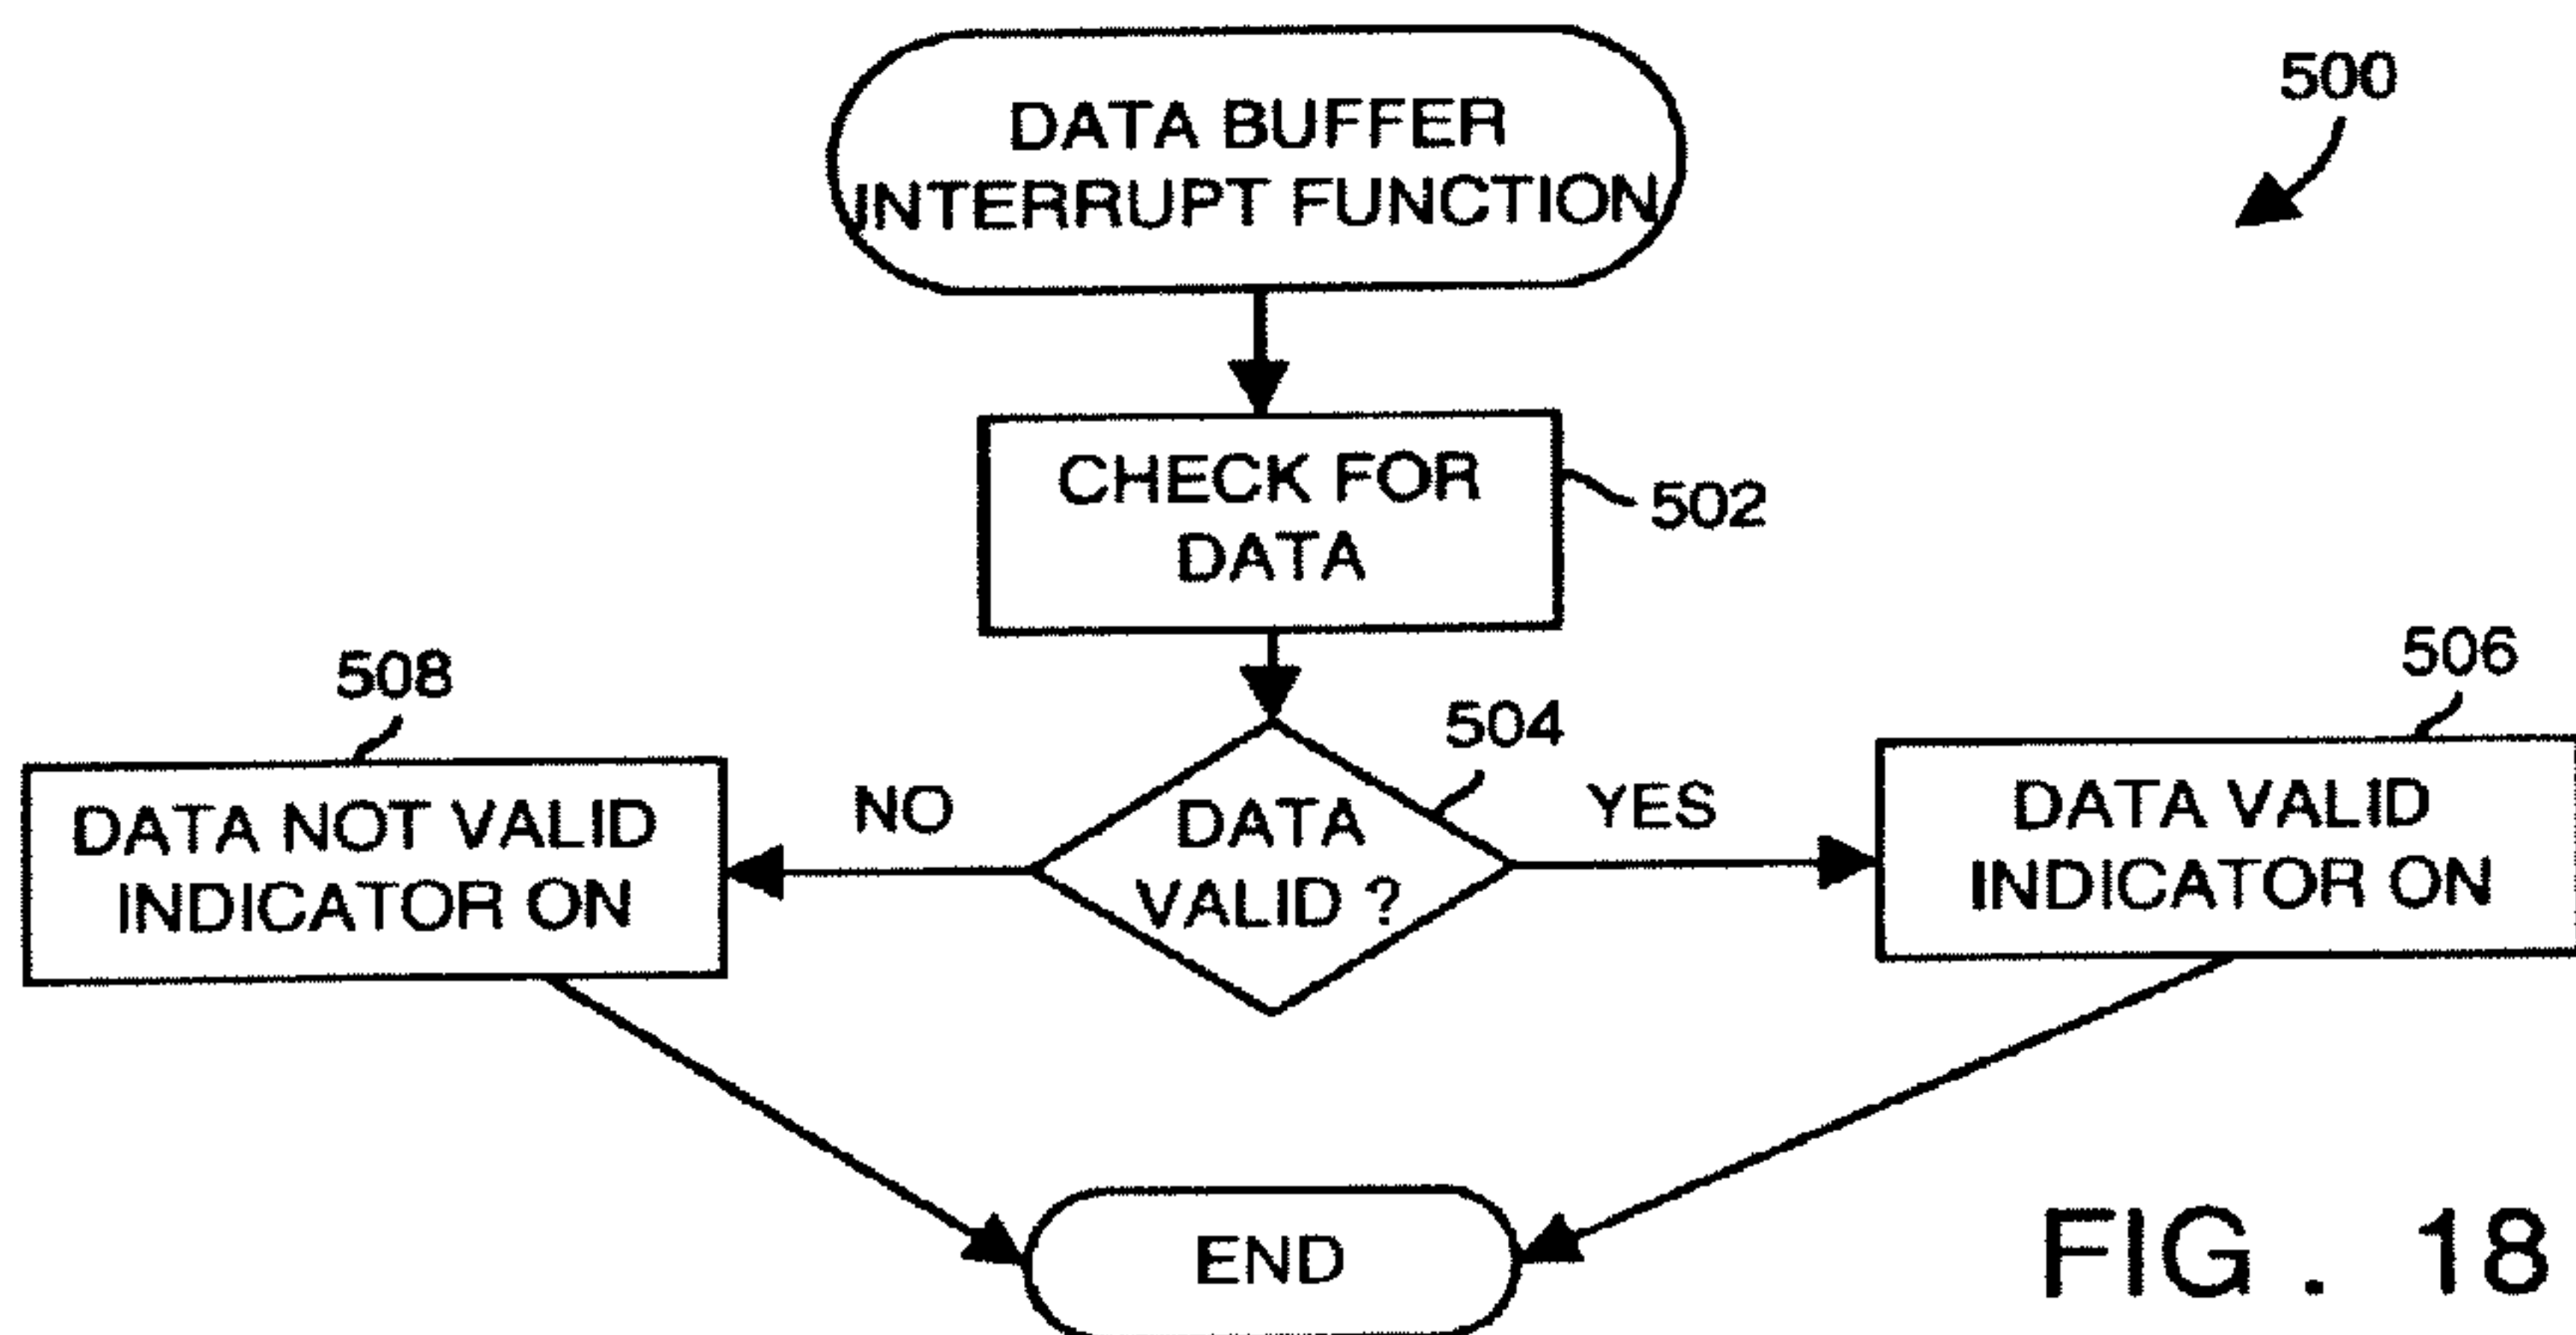 DATA BUFFER
INTERRUPT FUNCTION
500
CHECK FOR
DATA
502
508
DATA NOT VALID
INDICATOR ON
NO
504
DATA
VALID ?
YES
506
DATA VALID
INDICATOR ON
END
FIG . 18